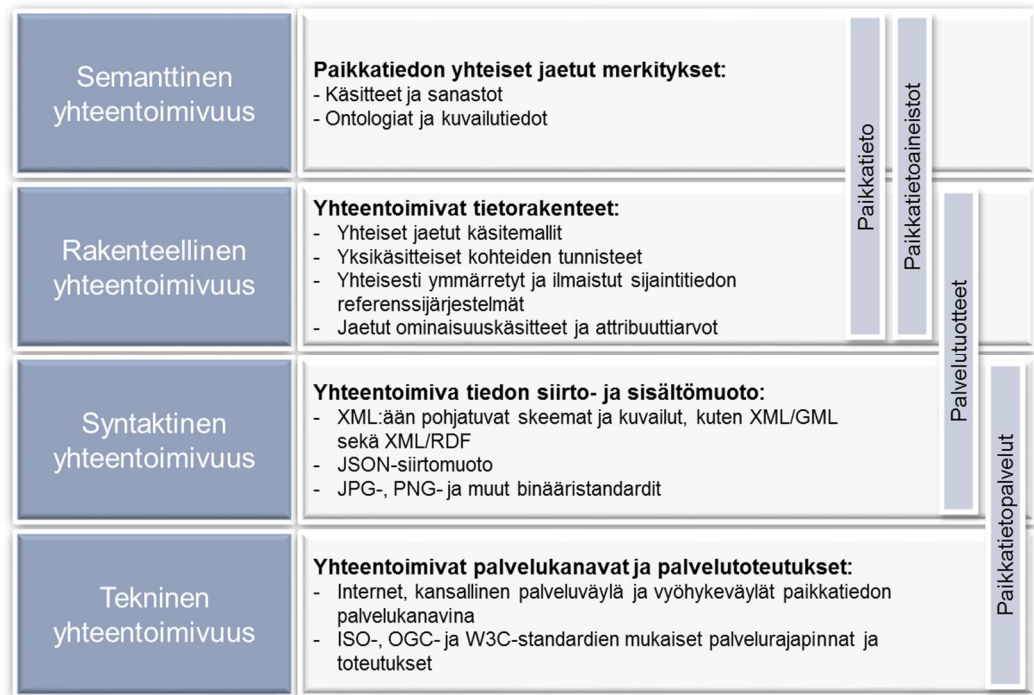 Semanttinen
yhteentoimivuus
Paikkatiedon yhteiset jaetut merkitykset:
- Käsitteet ja sanastot
- Ontologiat ja kuvailutiedot
Rakenteellinen
yhteentoimivuus
Yhteentoimivat tietorakenteet:
- Yhteiset jaetut käsitemallit
- Yksikäsitteiset kohteiden tunnisteet
- Yhteisesti ymmärretyt ja ilmaistut sijaintitiedon
referenssijärjestelmät
- Jaetut ominaisuuskäsitteet ja attribuuttiarvot
Syntaktinen
yhteentoimivuus
Yhteentoimiva tiedon siirto- ja sisältömuoto:
- XML:ään pohjatuvat skeemat ja kuvailut, kuten XML/GML
sekä XML/RDF
- JSON-siirtomuoto
- JPG-, PNG- ja muut binääristandardit
Tekninen
yhteentoimivuus
Yhteentoimivat palvelukanavat ja palvelutoteutukset:
- Internet, kansallinen palveluväylä ja vyöhykeväylät paikkatiedon
palvelukanavina
- ISO-, OGC- ja W3C-standardien mukaiset palvelurajapinnat ja
toteutukset
Paikkatieto
Paikkatietoaineistot
Palvelutuotteet
Paikkatietopalvelut